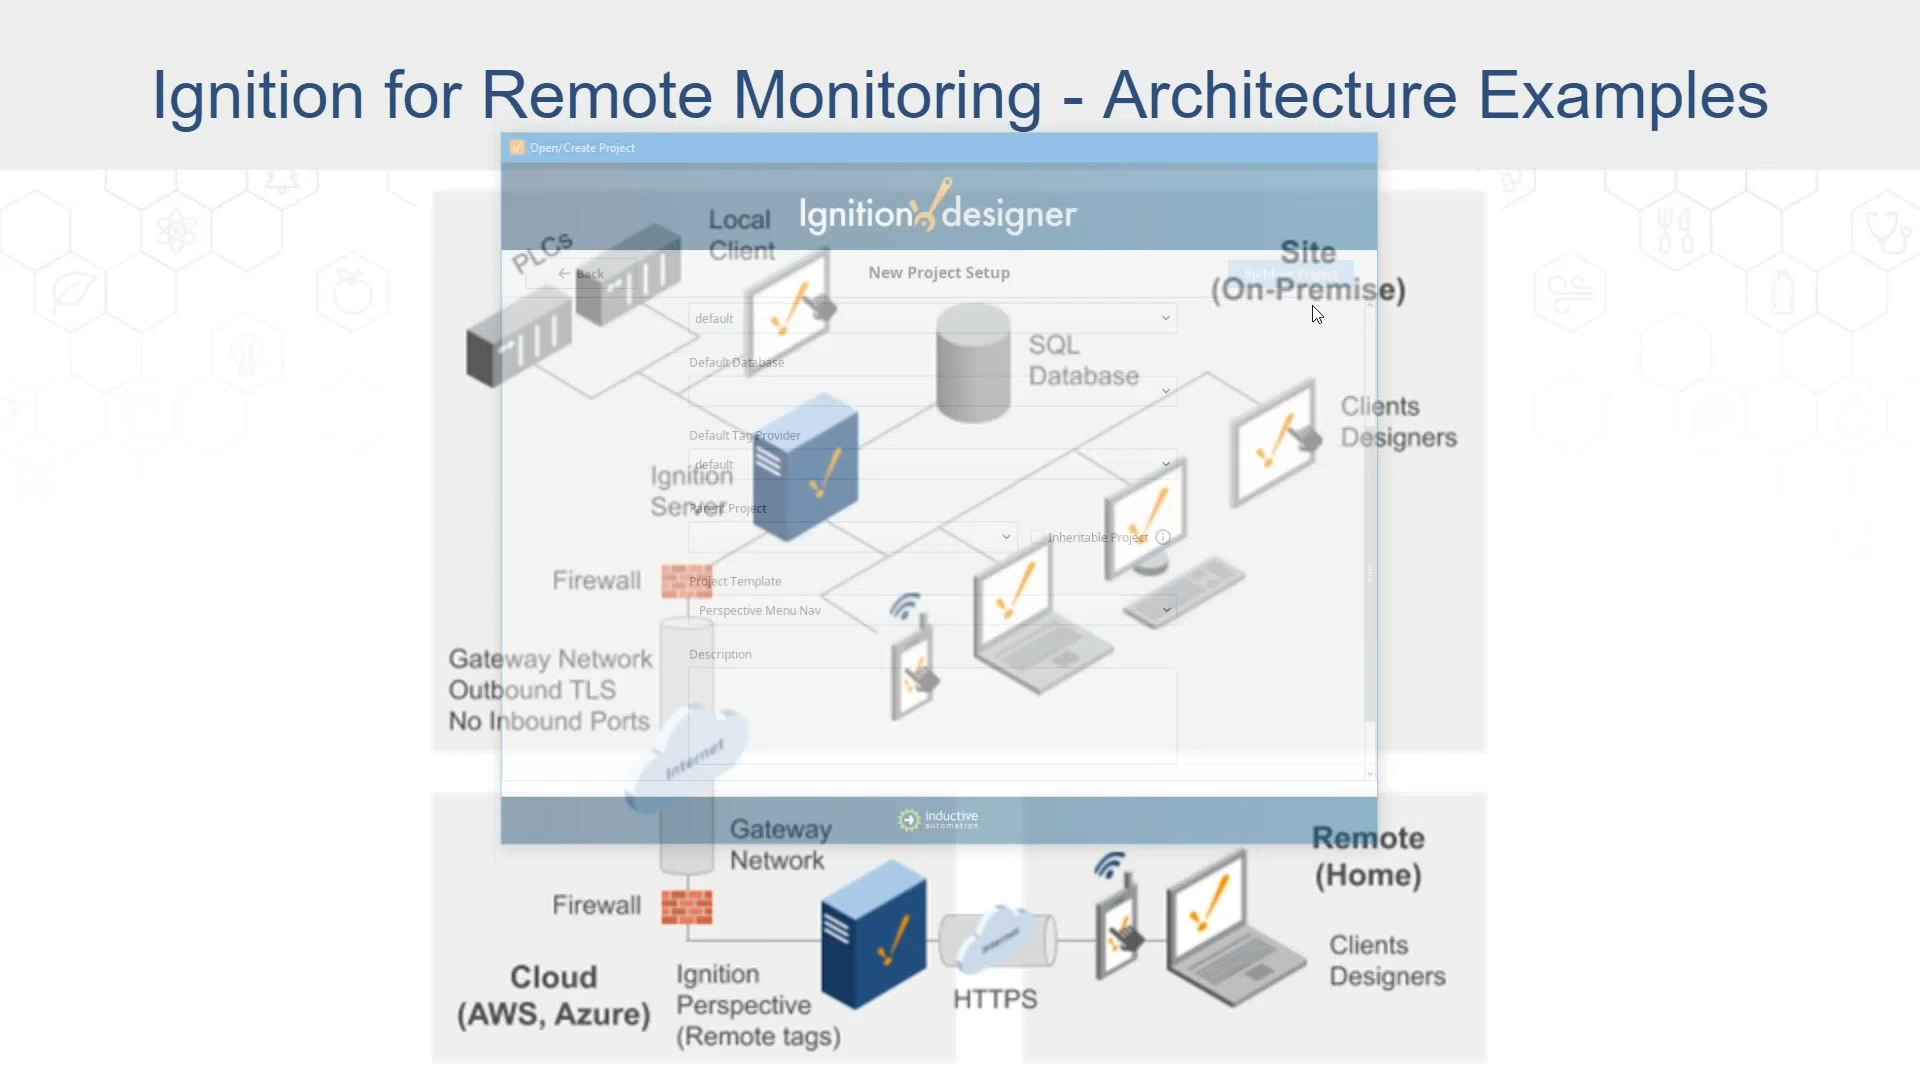 Ignition for Remote Monitoring - Architecture Examples
Open/Create Project
Ignition designer
Back
New Project Setup
Building Project
PLCs
Local
Client
Site
(On-Premise)
default
Default Database
SQL
Database
Clients
Designers
Default Tag Provider
default
Ignition
Server
Parent Project
Inheritable Project
Firewall
Project Template
Perspective Menu Nav
Description
Gateway Network
Outbound TLS
No Inbound Ports
Internet
inductive
automation
Gateway
Network
Remote
(Home)
Firewall
Internet
Clients
Designers
Cloud
(AWS, Azure)
Ignition
Perspective
(Remote tags)
HTTPS